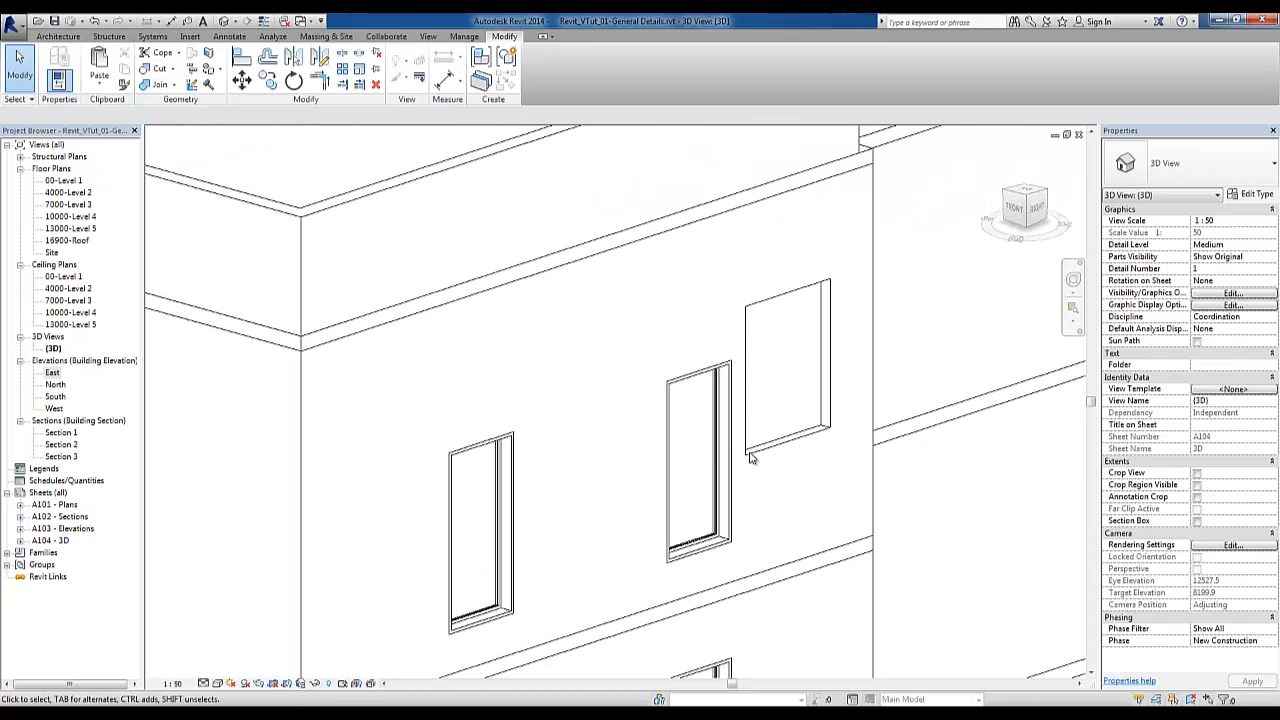 Autodesk Revit 2014 - Revit_VTut_01-General Details.rvt - 3D View: {3D}
Type a keyword or phrase
Sign In
Architecture Structure Systems Insert Annotate Analyze Massing & Site Collaborate View Manage Modify
Modify
Paste
Cope
Cut
Join
Select Properties Clipboard Geometry Modify View Measure Create
Project Browser - Revit_VTut_01-Ge...
Views (all)
Structural Plans
Floor Plans
00-Level 1
4000-Level 2
7000-Level 3
10000-Level 4
13000-Level 5
16900-Roof
Site
Ceiling Plans
00-Level 1
4000-Level 2
7000-Level 3
10000-Level 4
13000-Level 5
3D Views
{3D}
Elevations (Building Elevation)
East
North
South
West
Sections (Building Section)
Section 1
Section 2
Section 3
Legends
Schedules/Quantities
Sheets (all)
A101 - Plans
A102 - Sections
A103 - Elevations
A104 - 3D
Families
Groups
Revit Links
FRONT
RIGHT
Properties
3D View
3D View: {3D}
Edit Type
Graphics
View Scale 1 : 50
Scale Value 1: 50
Detail Level Medium
Parts Visibility Show Original
Detail Number 1
Rotation on Sheet None
Visibility/Graphics O... Edit...
Graphic Display Opti... Edit...
Discipline Coordination
Default Analysis Disp... None
Sun Path
Text
Folder
Identity Data
View Template <None>
View Name {3D}
Dependency Independent
Title on Sheet
Sheet Number A104
Sheet Name 3D
Extents
Crop View
Crop Region Visible
Annotation Crop
Far Clip Active
Section Box
Camera
Rendering Settings Edit...
Locked Orientation
Perspective
Eye Elevation 12527.5
Target Elevation 8199.9
Camera Position Adjusting
Phasing
Phase Filter Show All
Phase New Construction
Properties help
Apply
1 : 50
Click to select, TAB for alternates, CTRL adds, SHIFT unselects.
:0
Main Model
:0